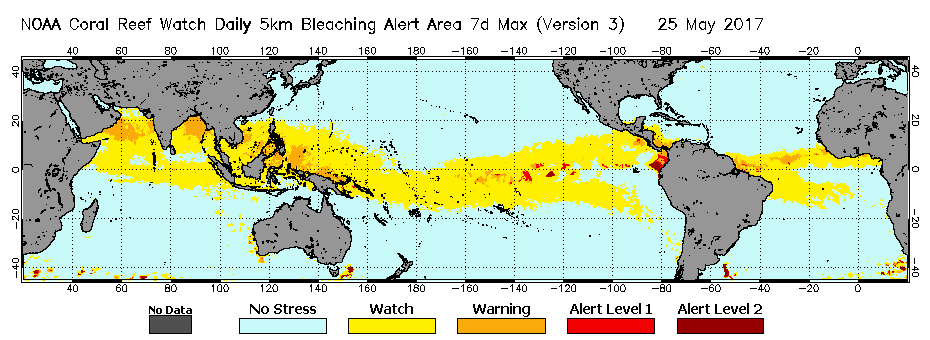 NOAA Coral Reef Watch Daily 5km Bleaching Alert Area 7d Max (Version 3) 25 May 2017
40 60 80 100 120 140 160 180 -160 -140 -120 -100 -80 -60 -40 -20 0
40 40
20 20
0 0
-20 -20
-40 -40
40 60 80 100 120 140 160 180 -160 -140 -120 -100 -80 -60 -40 -20 0
No Data No Stress Watch Warning Alert Level 1 Alert Level 2